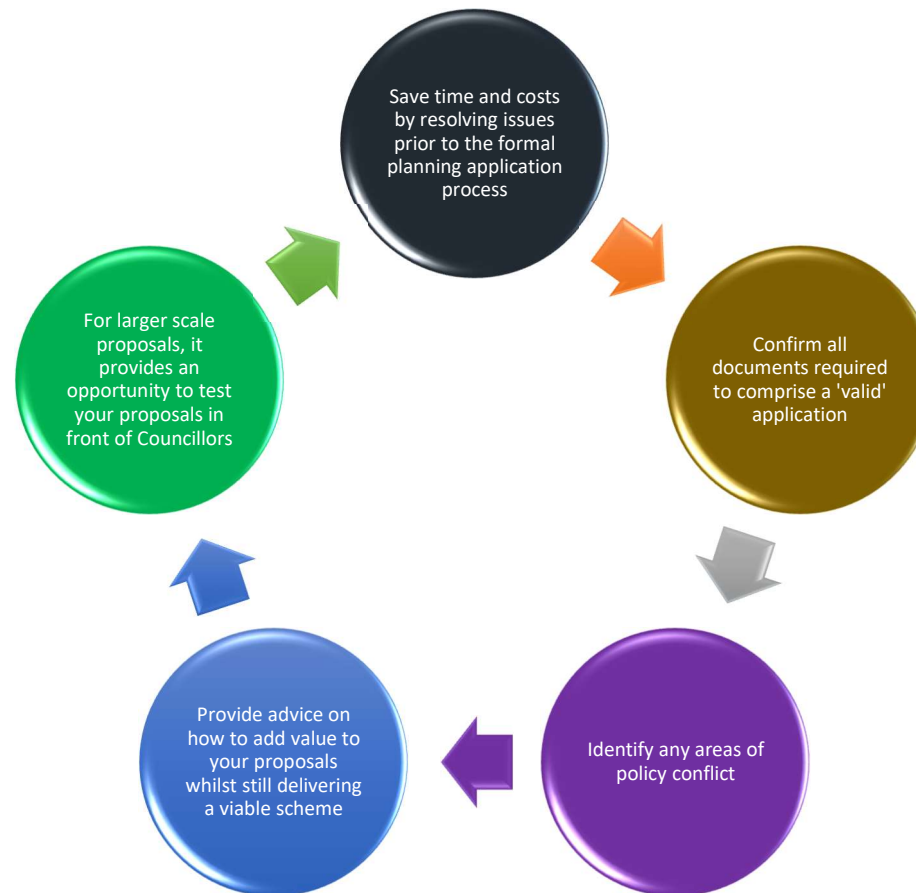 Save time and costs
by resolving issues
prior to the formal
planning application
process
Confirm all
documents required
to comprise a 'valid'
application
Identify any areas of
policy conflict
Provide advice on
how to add value to
your proposals
whilst still delivering
a viable scheme
For larger scale
proposals, it
provides an
opportunity to test
your proposals in
front of Councillors